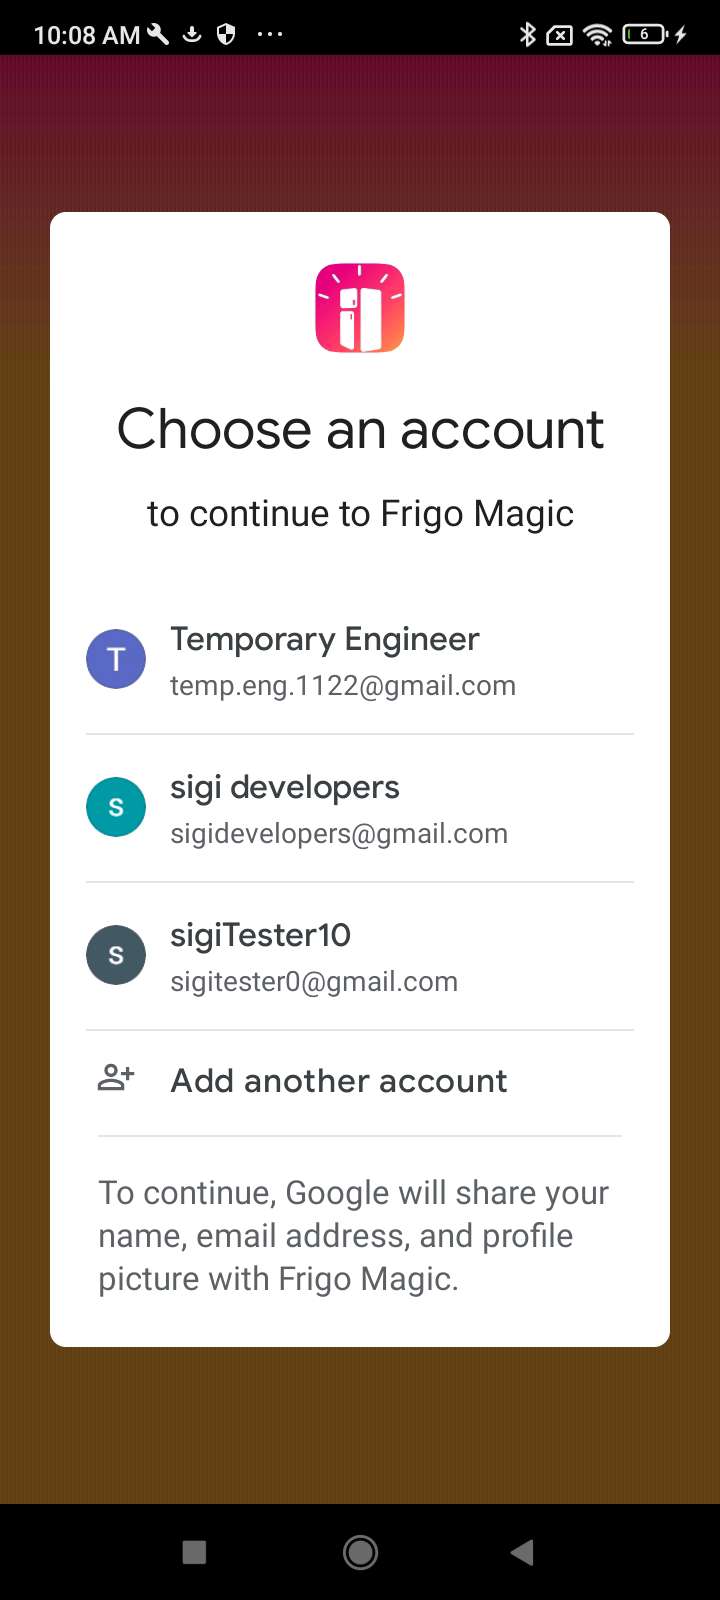 10:08 AM
6
Choose an account
to continue to Frigo Magic
T
Temporary Engineer
temp.eng.1122@gmail.com
s
sigi developers
sigidevelopers@gmail.com
s
sigiTester10
sigitester0@gmail.com
Add another account
To continue, Google will share your
name, email address, and profile
picture with Frigo Magic.